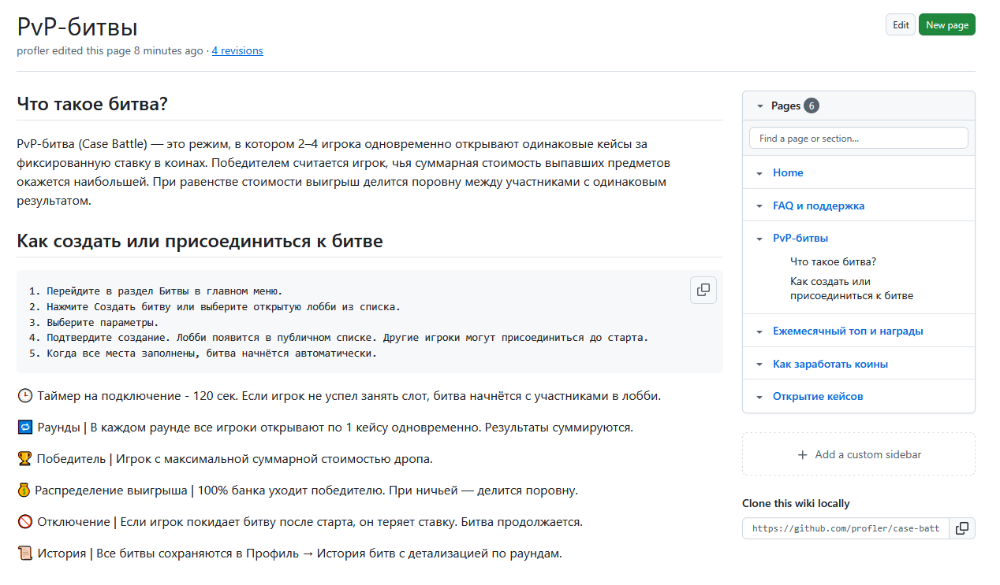 PvP-битвы
Edit
New page
profler edited this page 8 minutes ago · 4 revisions
Что такое битва?
PvP-битва (Case Battle) — это режим, в котором 2–4 игрока одновременно открывают одинаковые кейсы за
фиксированную ставку в коинах. Победителем считается игрок, чья суммарная стоимость выпавших предметов
окажется наибольшей. При равенстве стоимости выигрыш делится поровну между участниками с одинаковым
результатом.
Как создать или присоединиться к битве
1. Перейдите в раздел Битвы в главном меню.
2. Нажмите Создать битву или выберите открытую лобби из списка.
3. Выберите параметры.
4. Подтвердите создание. Лобби появится в публичном списке. Другие игроки могут присоединиться до старта.
5. Когда все места заполнены, битва начнётся автоматически.
🕒 Таймер на подключение - 120 сек. Если игрок не успел занять слот, битва начнётся с участниками в лобби.
🔁 Раунды | В каждом раунде все игроки открывают по 1 кейсу одновременно. Результаты суммируются.
🏆 Победитель | Игрок с максимальной суммарной стоимостью дропа.
💰 Распределение выигрыша | 100% банка уходит победителю. При ничьей — делится поровну.
🚫 Отключение | Если игрок покидает битву после старта, он теряет ставку. Битва продолжается.
📜 История | Все битвы сохраняются в Профиль → История битв с детализацией по раундам.
Pages 6
Find a page or section...
Home
FAQ и поддержка
PvP-битвы
Что такое битва?
Как создать или
присоединиться к битве
Ежемесячный топ и награды
Как заработать коины
Открытие кейсов
Add a custom sidebar
Clone this wiki locally
https://github.com/profler/case-batt